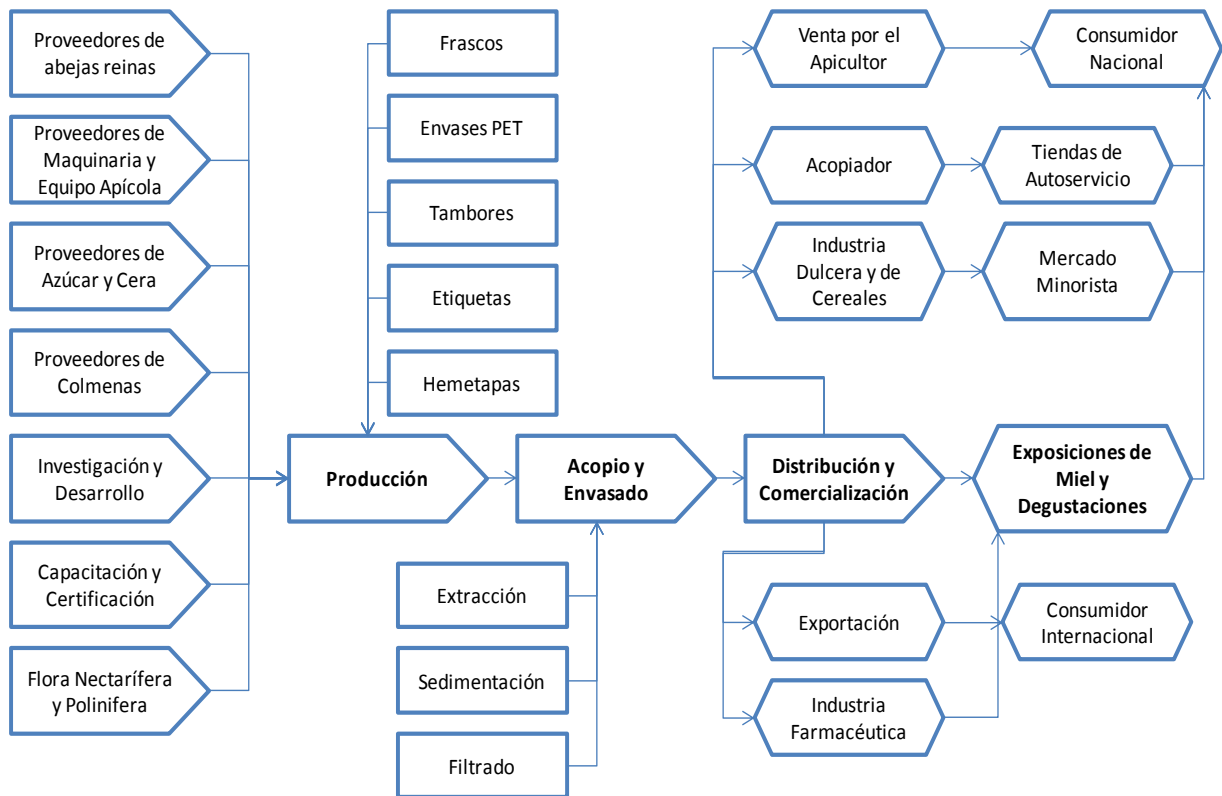 Proveedores de
abejas reinas
Proveedores de
Maquinaria y
Equipo Apícola
Proveedores de
Azúcar y Cera
Proveedores de
Colmenas
Investigación y
Desarrollo
Capacitación y
Certificación
Flora Nectarífera
y Polinifera
Frascos
Envases PET
Tambores
Etiquetas
Hemetapas
Producción
Acopio y
Envasado
Extracción
Sedimentación
Filtrado
Venta por el
Apicultor
Consumidor
Nacional
Acopiador
Tiendas de
Autoservicio
Industria
Dulcera y de
Cereales
Mercado
Minorista
Distribución y
Comercialización
Exposiciones de
Miel y
Degustaciones
Exportación
Consumidor
Internacional
Industria
Farmacéutica